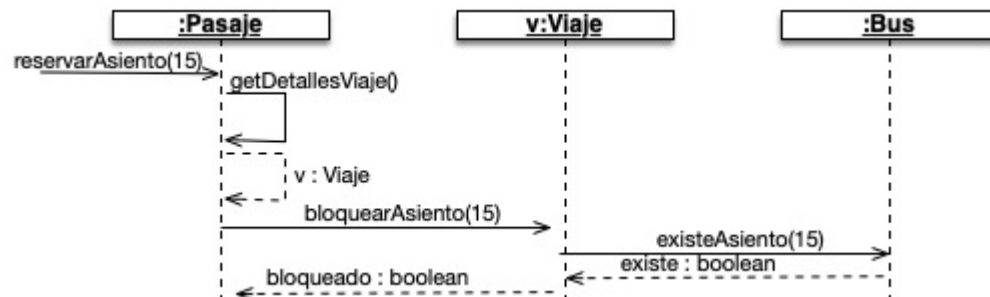 :Pasaje
v:Viaje
:Bus
reservarAsiento(15)
getDetallesViaje()
v : Viaje
bloquearAsiento(15)
existeAsiento(15)
existe : boolean
bloqueado : boolean